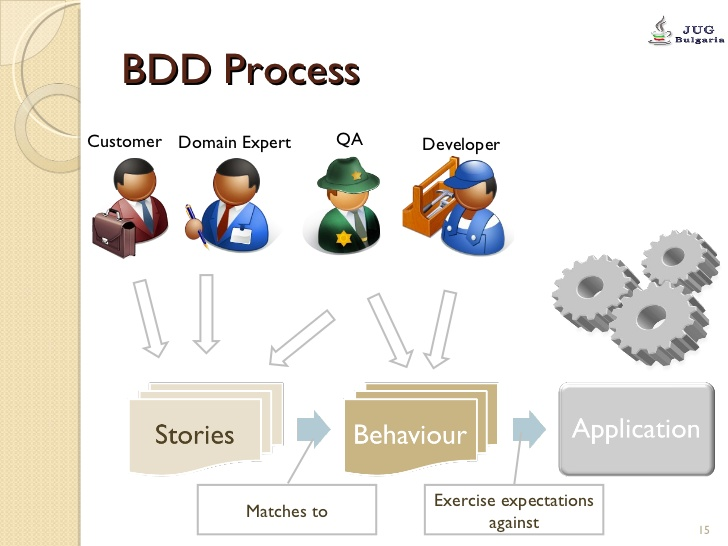 JUG
Bulgaria
BDD Process
Customer
Domain Expert
QA
Developer
Stories
Behaviour
Application
Matches to
Exercise expectations
against
15